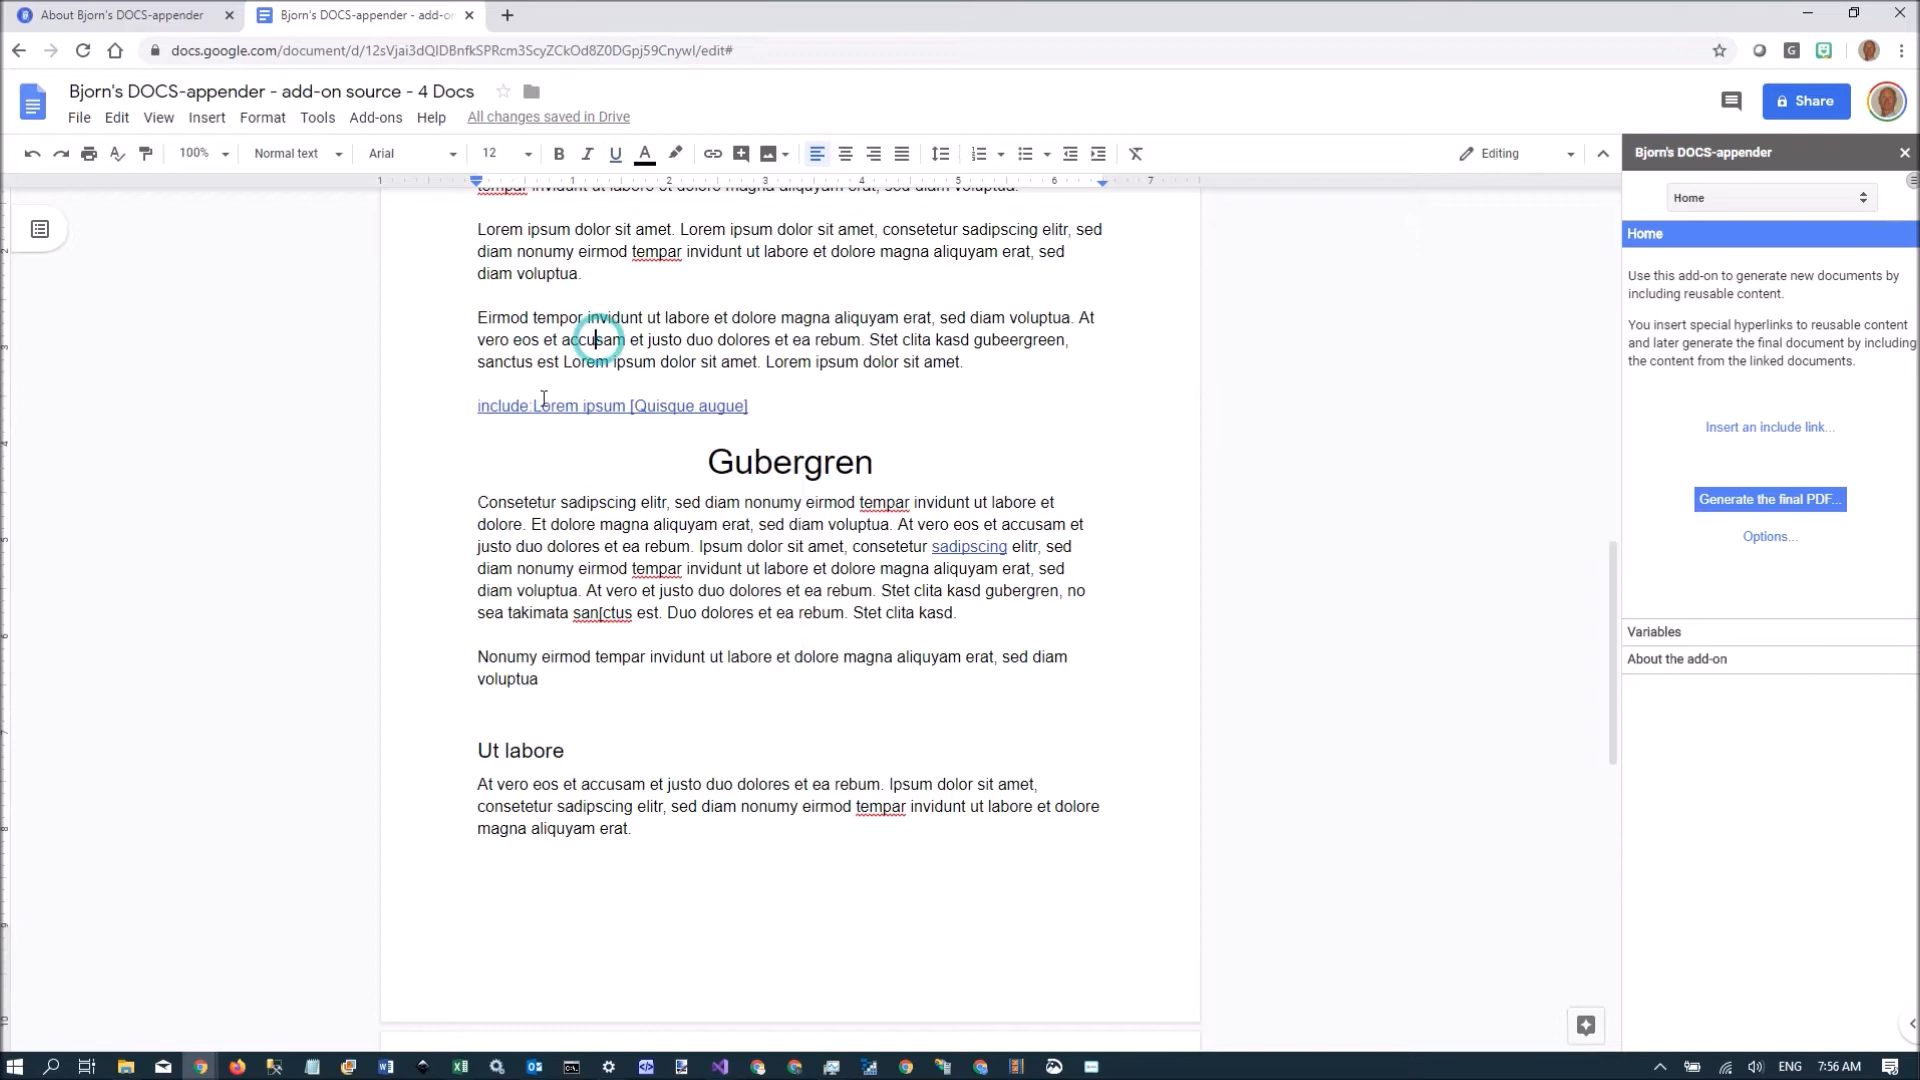 About Bjorn's DOCS-appender
Bjorn's DOCS-appender - add-o
docs.google.com/document/d/12sVjai3dQlDBnfkSPRcm3ScyZCkOd8Z0DGpj59Cnywl/edit#
Bjorn's DOCS-appender - add-on source - 4 Docs
File Edit View Insert Format Tools Add-ons Help All changes saved in Drive
Share
100% Normal text Arial 12 B I U A Editing
Bjorn's DOCS-appender
1 1 2 3 4 5 6 7
tempar invidunt ut labore et dolore magna aliquyam erat, sed diam voluptua.
Lorem ipsum dolor sit amet. Lorem ipsum dolor sit amet, consetetur sadipscing elitr, sed
diam nonumy eirmod tempar invidunt ut labore et dolore magna aliquyam erat, sed
diam voluptua.
Eirmod tempor invidunt ut labore et dolore magna aliquyam erat, sed diam voluptua. At
vero eos et accusam et justo duo dolores et ea rebum. Stet clita kasd gubeergreen,
sanctus est Lorem ipsum dolor sit amet. Lorem ipsum dolor sit amet.
include:Lorem ipsum [Quisque augue]
Gubergren
Consetetur sadipscing elitr, sed diam nonumy eirmod tempar invidunt ut labore et
dolore. Et dolore magna aliquyam erat, sed diam voluptua. At vero eos et accusam et
justo duo dolores et ea rebum. Ipsum dolor sit amet, consetetur sadipscing elitr, sed
diam nonumy eirmod tempar invidunt ut labore et dolore magna aliquyam erat, sed
diam voluptua. At vero et justo duo dolores et ea rebum. Stet clita kasd gubergren, no
sea takimata san[ctus est. Duo dolores et ea rebum. Stet clita kasd.
Nonumy eirmod tempar invidunt ut labore et dolore magna aliquyam erat, sed diam
voluptua
Ut labore
At vero eos et accusam et justo duo dolores et ea rebum. Ipsum dolor sit amet,
consetetur sadipscing elitr, sed diam nonumy eirmod tempar invidunt ut labore et dolore
magna aliquyam erat.
Home
Home
Use this add-on to generate new documents by
including reusable content.
You insert special hyperlinks to reusable content
and later generate the final document by including
the content from the linked documents.
Insert an include link...
Generate the final PDF...
Options...
Variables
About the add-on
ENG 7:56 AM